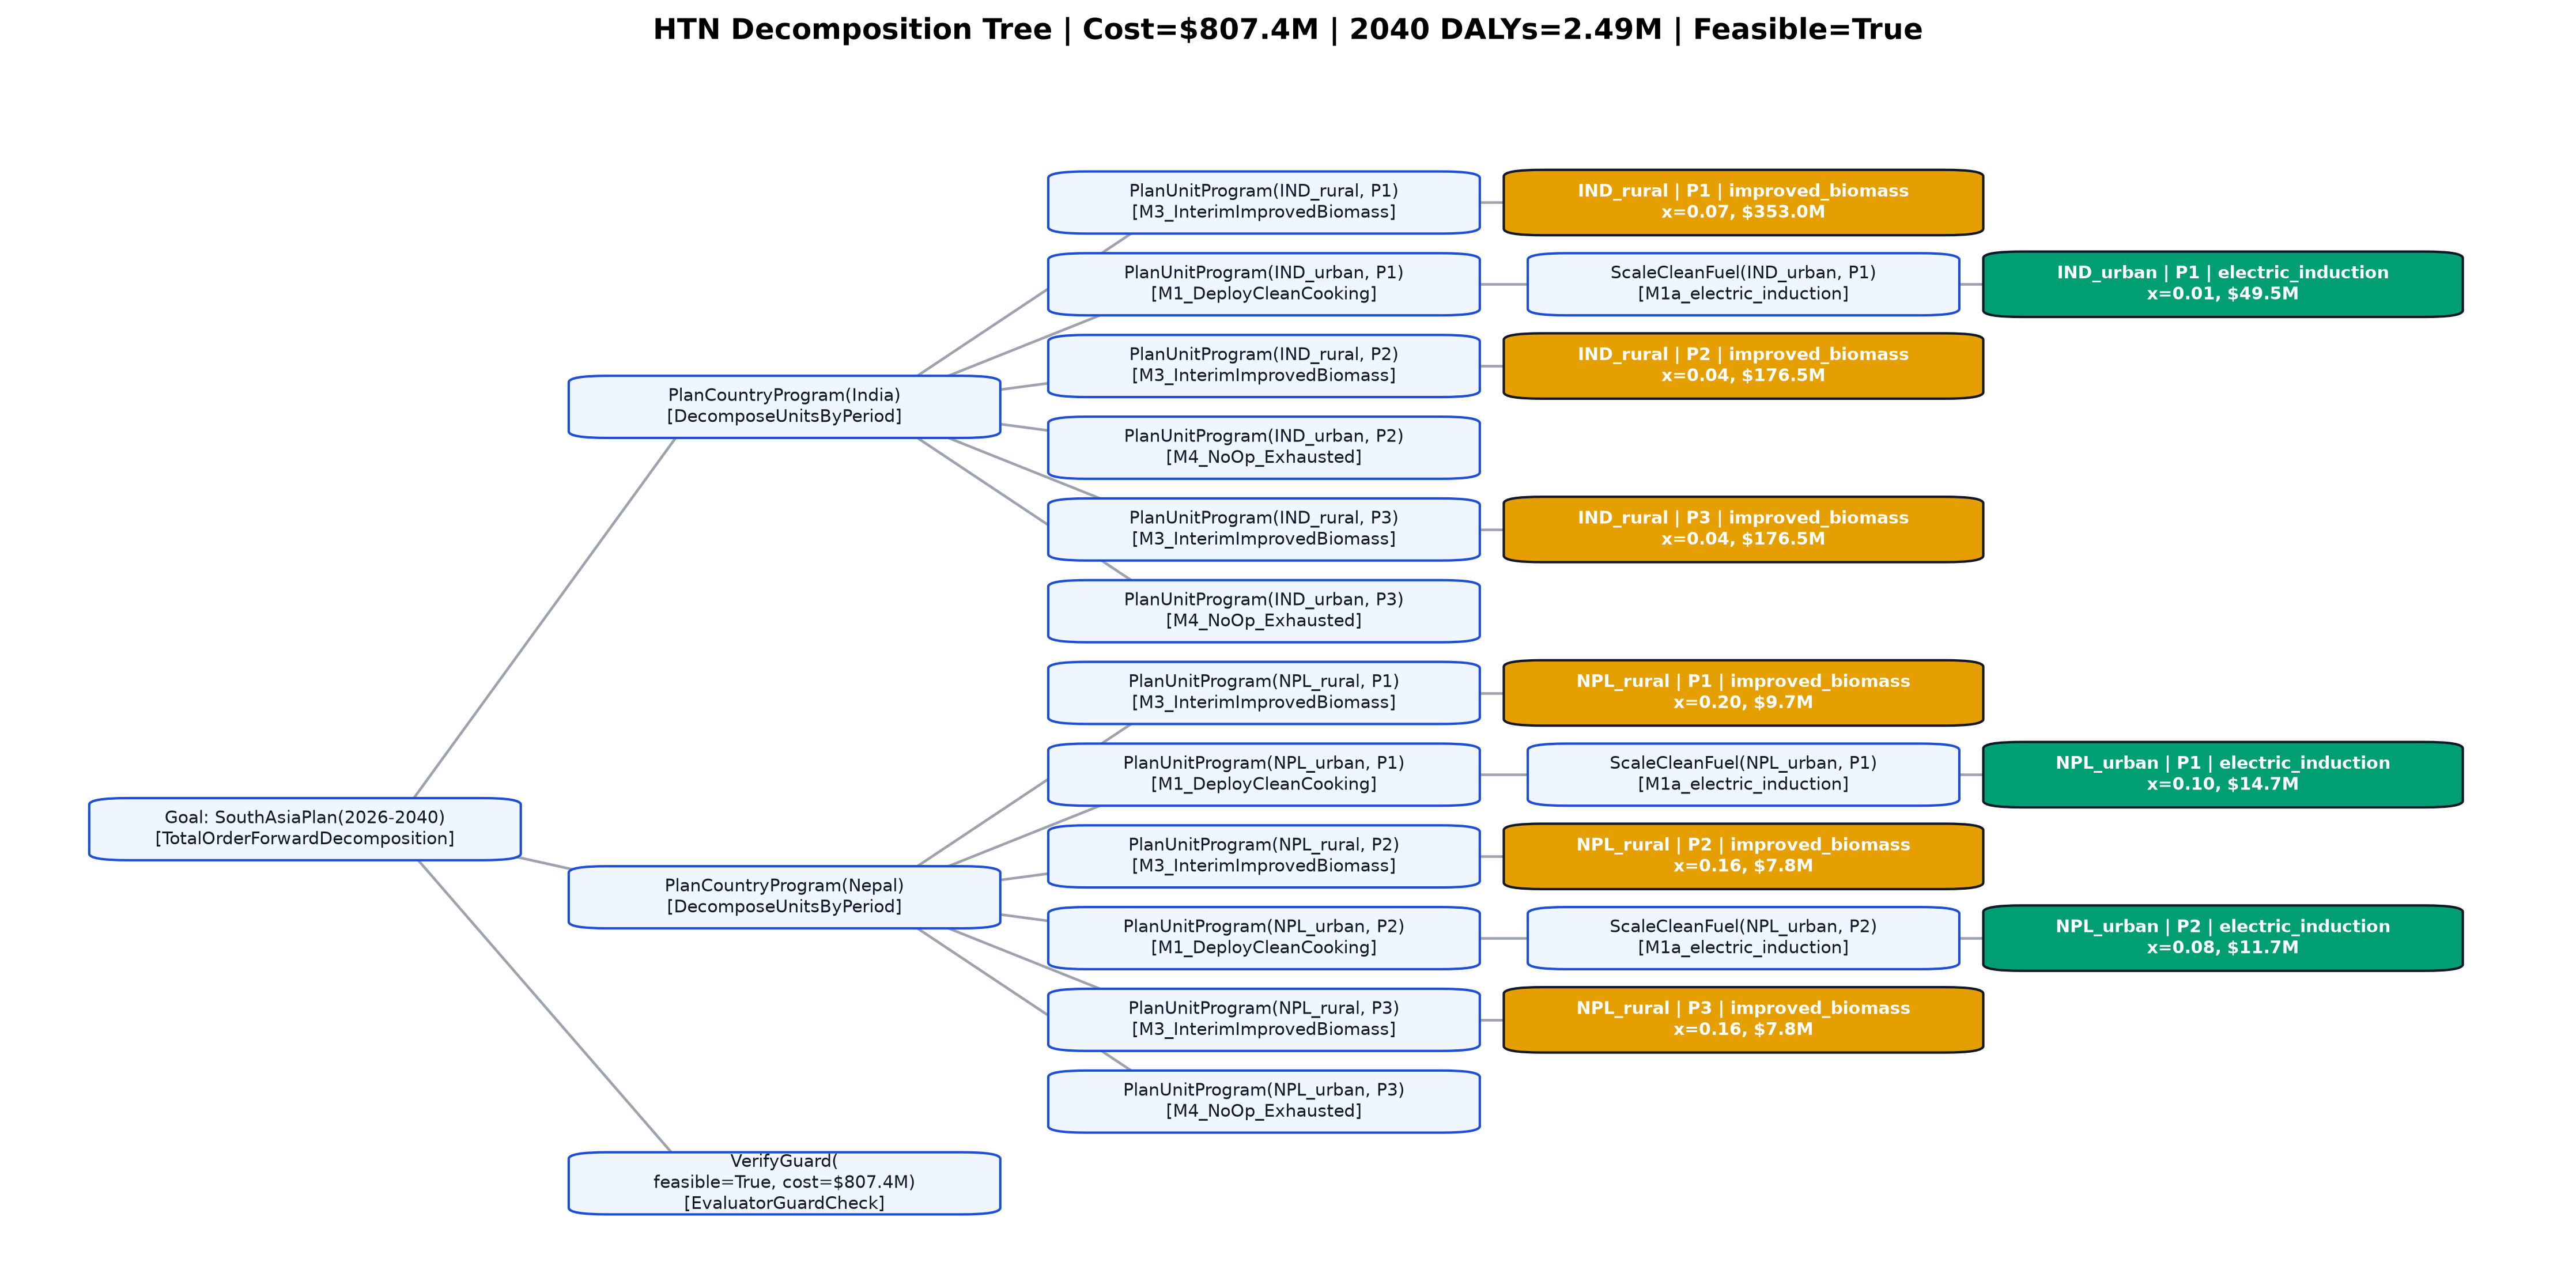 HTN Decomposition Tree | Cost=$807.4M | 2040 DALYs=2.49M | Feasible=True
Goal: SouthAsiaPlan(2026-2040)
[TotalOrderForwardDecomposition]
PlanCountryProgram(India)
[DecomposeUnitsByPeriod]
PlanUnitProgram(IND_rural, P1)
[M3_InterimImprovedBiomass]
IND_rural | P1 | improved_biomass
x=0.07, $353.0M
PlanUnitProgram(IND_urban, P1)
[M1_DeployCleanCooking]
ScaleCleanFuel(IND_urban, P1)
[M1a_electric_induction]
IND_urban | P1 | electric_induction
x=0.01, $49.5M
PlanUnitProgram(IND_rural, P2)
[M3_InterimImprovedBiomass]
IND_rural | P2 | improved_biomass
x=0.04, $176.5M
PlanUnitProgram(IND_urban, P2)
[M4_NoOp_Exhausted]
PlanUnitProgram(IND_rural, P3)
[M3_InterimImprovedBiomass]
IND_rural | P3 | improved_biomass
x=0.04, $176.5M
PlanUnitProgram(IND_urban, P3)
[M4_NoOp_Exhausted]
PlanCountryProgram(Nepal)
[DecomposeUnitsByPeriod]
PlanUnitProgram(NPL_rural, P1)
[M3_InterimImprovedBiomass]
NPL_rural | P1 | improved_biomass
x=0.20, $9.7M
PlanUnitProgram(NPL_urban, P1)
[M1_DeployCleanCooking]
ScaleCleanFuel(NPL_urban, P1)
[M1a_electric_induction]
NPL_urban | P1 | electric_induction
x=0.10, $14.7M
PlanUnitProgram(NPL_rural, P2)
[M3_InterimImprovedBiomass]
NPL_rural | P2 | improved_biomass
x=0.16, $7.8M
PlanUnitProgram(NPL_urban, P2)
[M1_DeployCleanCooking]
ScaleCleanFuel(NPL_urban, P2)
[M1a_electric_induction]
NPL_urban | P2 | electric_induction
x=0.08, $11.7M
PlanUnitProgram(NPL_rural, P3)
[M3_InterimImprovedBiomass]
NPL_rural | P3 | improved_biomass
x=0.16, $7.8M
PlanUnitProgram(NPL_urban, P3)
[M4_NoOp_Exhausted]
VerifyGuard(
feasible=True, cost=$807.4M)
[EvaluatorGuardCheck]